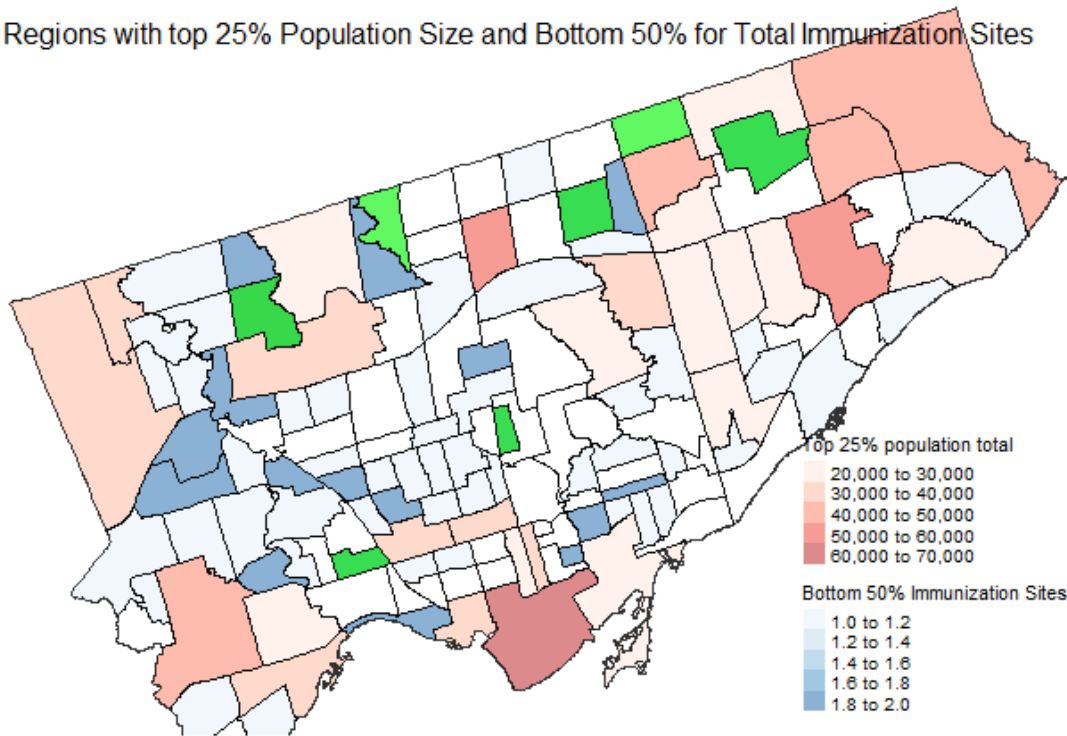 Regions with top 25% Population Size and Bottom 50% for Total Immunization Sites
Top 25% population total
20,000 to 30,000
30,000 to 40,000
40,000 to 50,000
50,000 to 60,000
60,000 to 70,000
Bottom 50% Immunization Sites
1.0 to 1.2
1.2 to 1.4
1.4 to 1.6
1.6 to 1.8
1.8 to 2.0